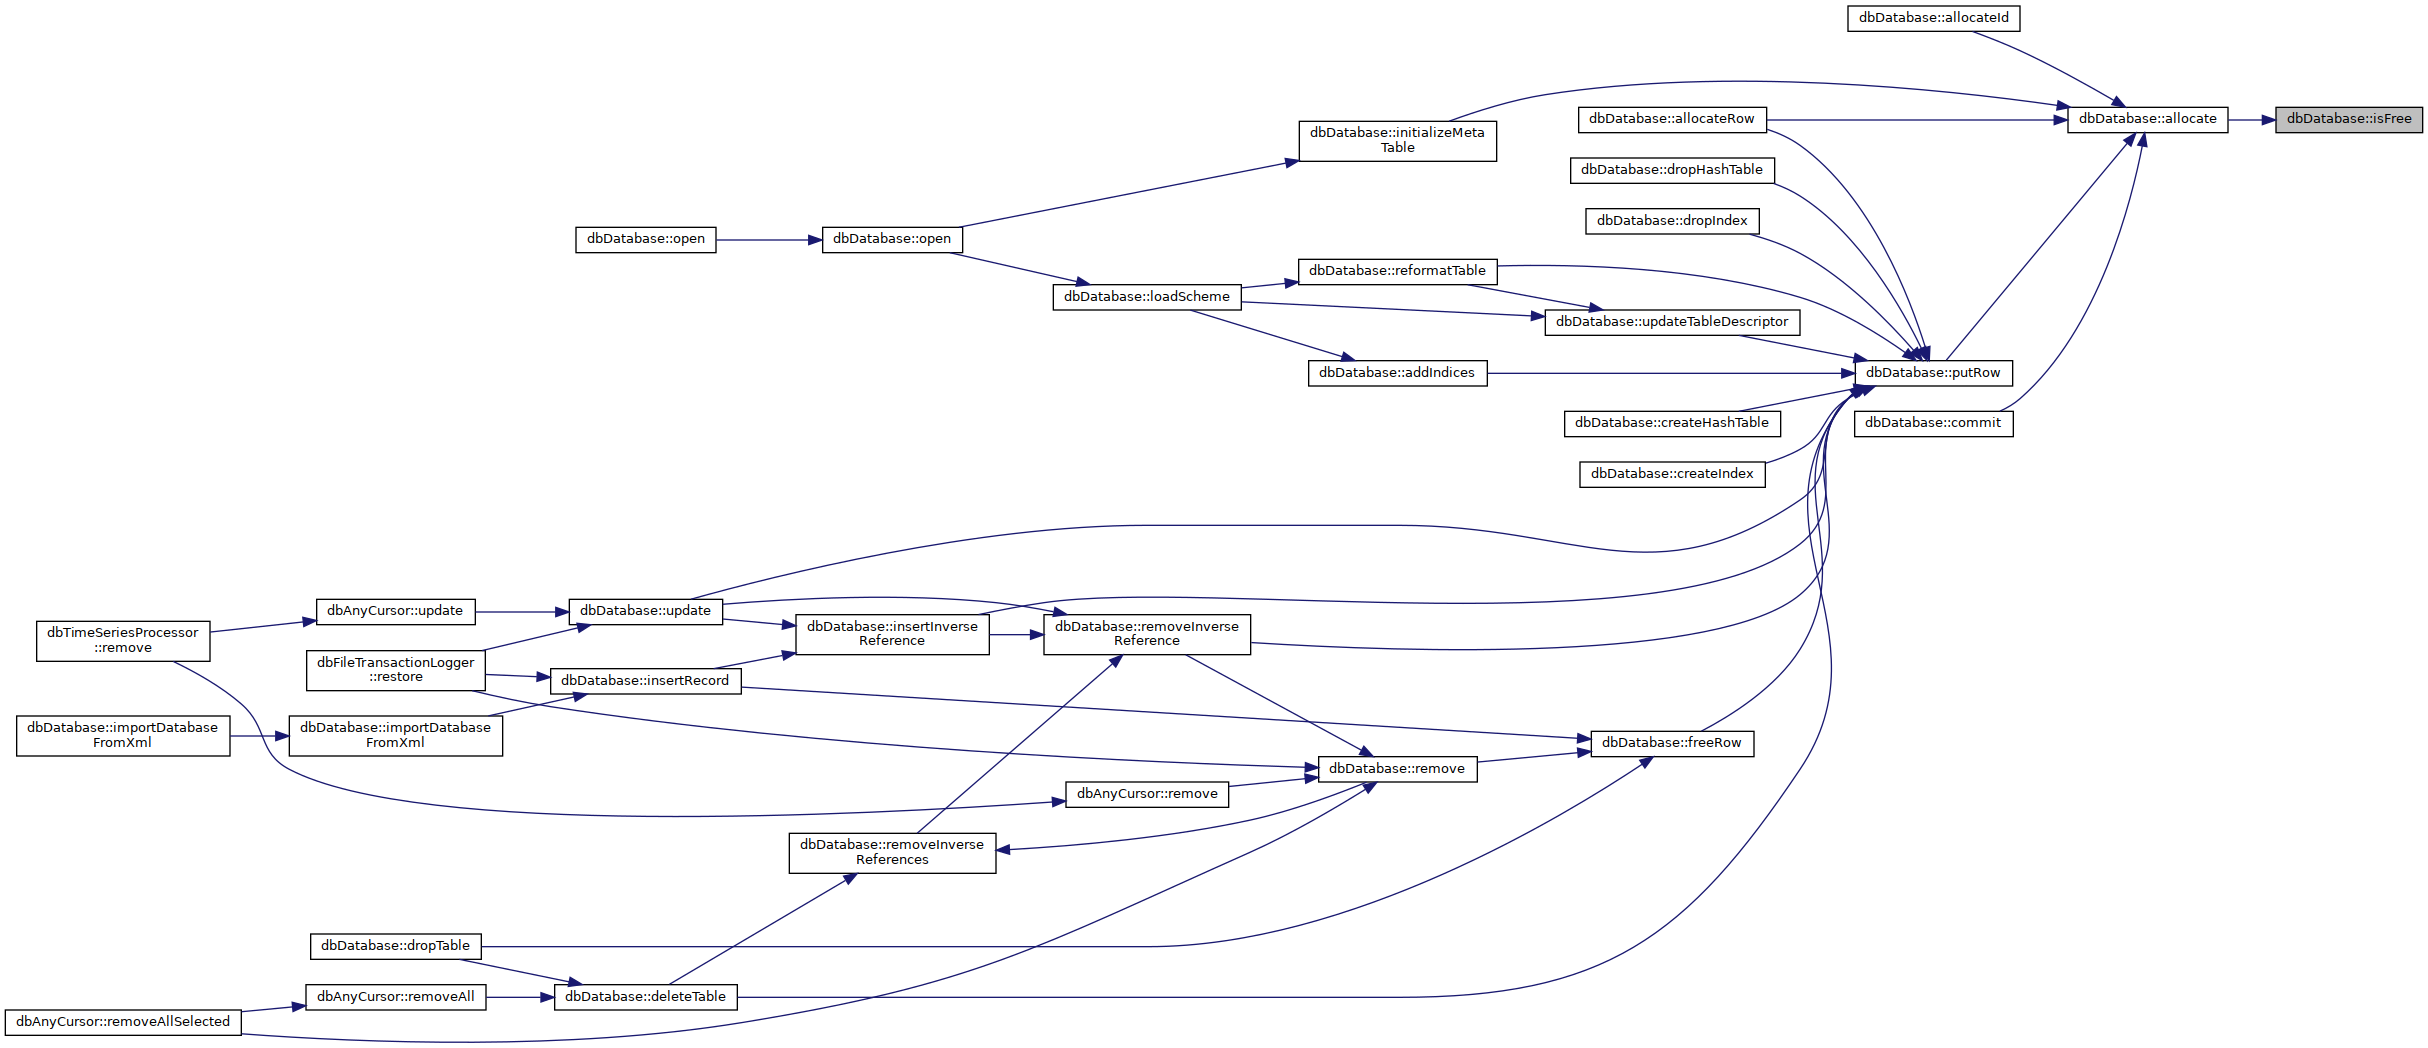 dbDatabase::allocateId
dbDatabase::allocateRow
dbDatabase::allocate
dbDatabase::isFree
dbDatabase::initializeMeta
Table
dbDatabase::dropHashTable
dbDatabase::dropIndex
dbDatabase::open
dbDatabase::open
dbDatabase::reformatTable
dbDatabase::loadScheme
dbDatabase::updateTableDescriptor
dbDatabase::addIndices
dbDatabase::putRow
dbDatabase::createHashTable
dbDatabase::commit
dbDatabase::createIndex
dbAnyCursor::update
dbDatabase::update
dbTimeSeriesProcessor
::remove
dbDatabase::insertInverse
Reference
dbDatabase::removeInverse
Reference
dbFileTransactionLogger
::restore
dbDatabase::insertRecord
dbDatabase::importDatabase
FromXml
dbDatabase::importDatabase
FromXml
dbDatabase::freeRow
dbDatabase::remove
dbAnyCursor::remove
dbDatabase::removeInverse
References
dbDatabase::dropTable
dbAnyCursor::removeAll
dbDatabase::deleteTable
dbAnyCursor::removeAllSelected